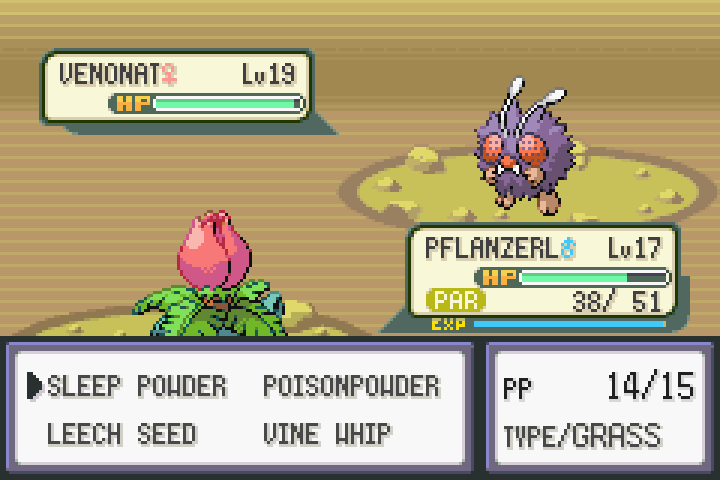 VENONAT♀ Lv19
HP
PFLANZERL♂ Lv17
HP
PAR 38/ 51
EXP
SLEEP POWDER POISONPOWDER
LEECH SEED VINE WHIP
PP 14/15
TYPE/GRASS